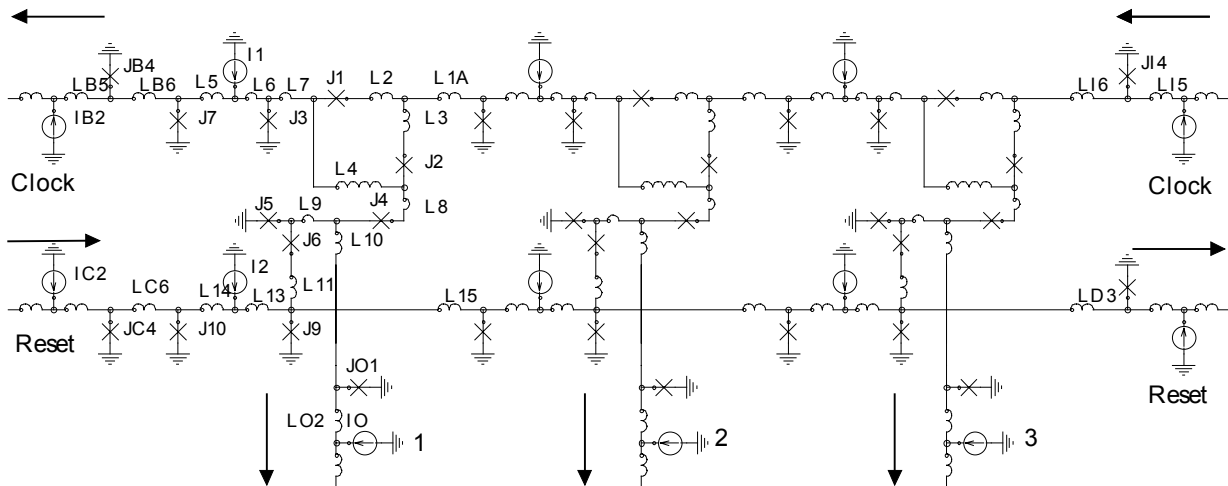 I1
JB4
LB5 LB6 L5 L6 L7 J1 L2 L1A
JI4
LI6 LI5
IB2 J7 J3 L3
J2
Clock L4 Clock
J5 L9 J4 L8
J6 L10
IC2 I2
LC6 L14 L13 L11 L15 LD3
JC4 J10 J9
Reset
JO1
Reset
LO2 IO 1 2 3